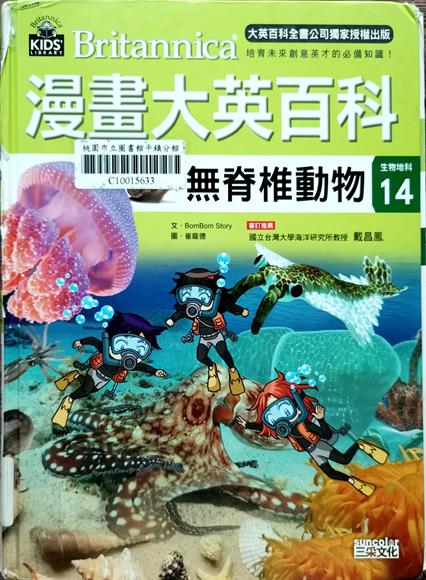 Britannica
KIDS'
LIBRARY
Britannica
大英百科全書公司獨家授權出版
培育未來創意英才的必備知識！
漫畫大英百科
桃園市立圖書館平鎮分館
C10015633
無脊椎動物
生物地科
14
文・BomBom Story
圖・崔龍德
審訂推薦
國立台灣大學海洋研究所教授 戴昌鳳
suncolor
三采文化